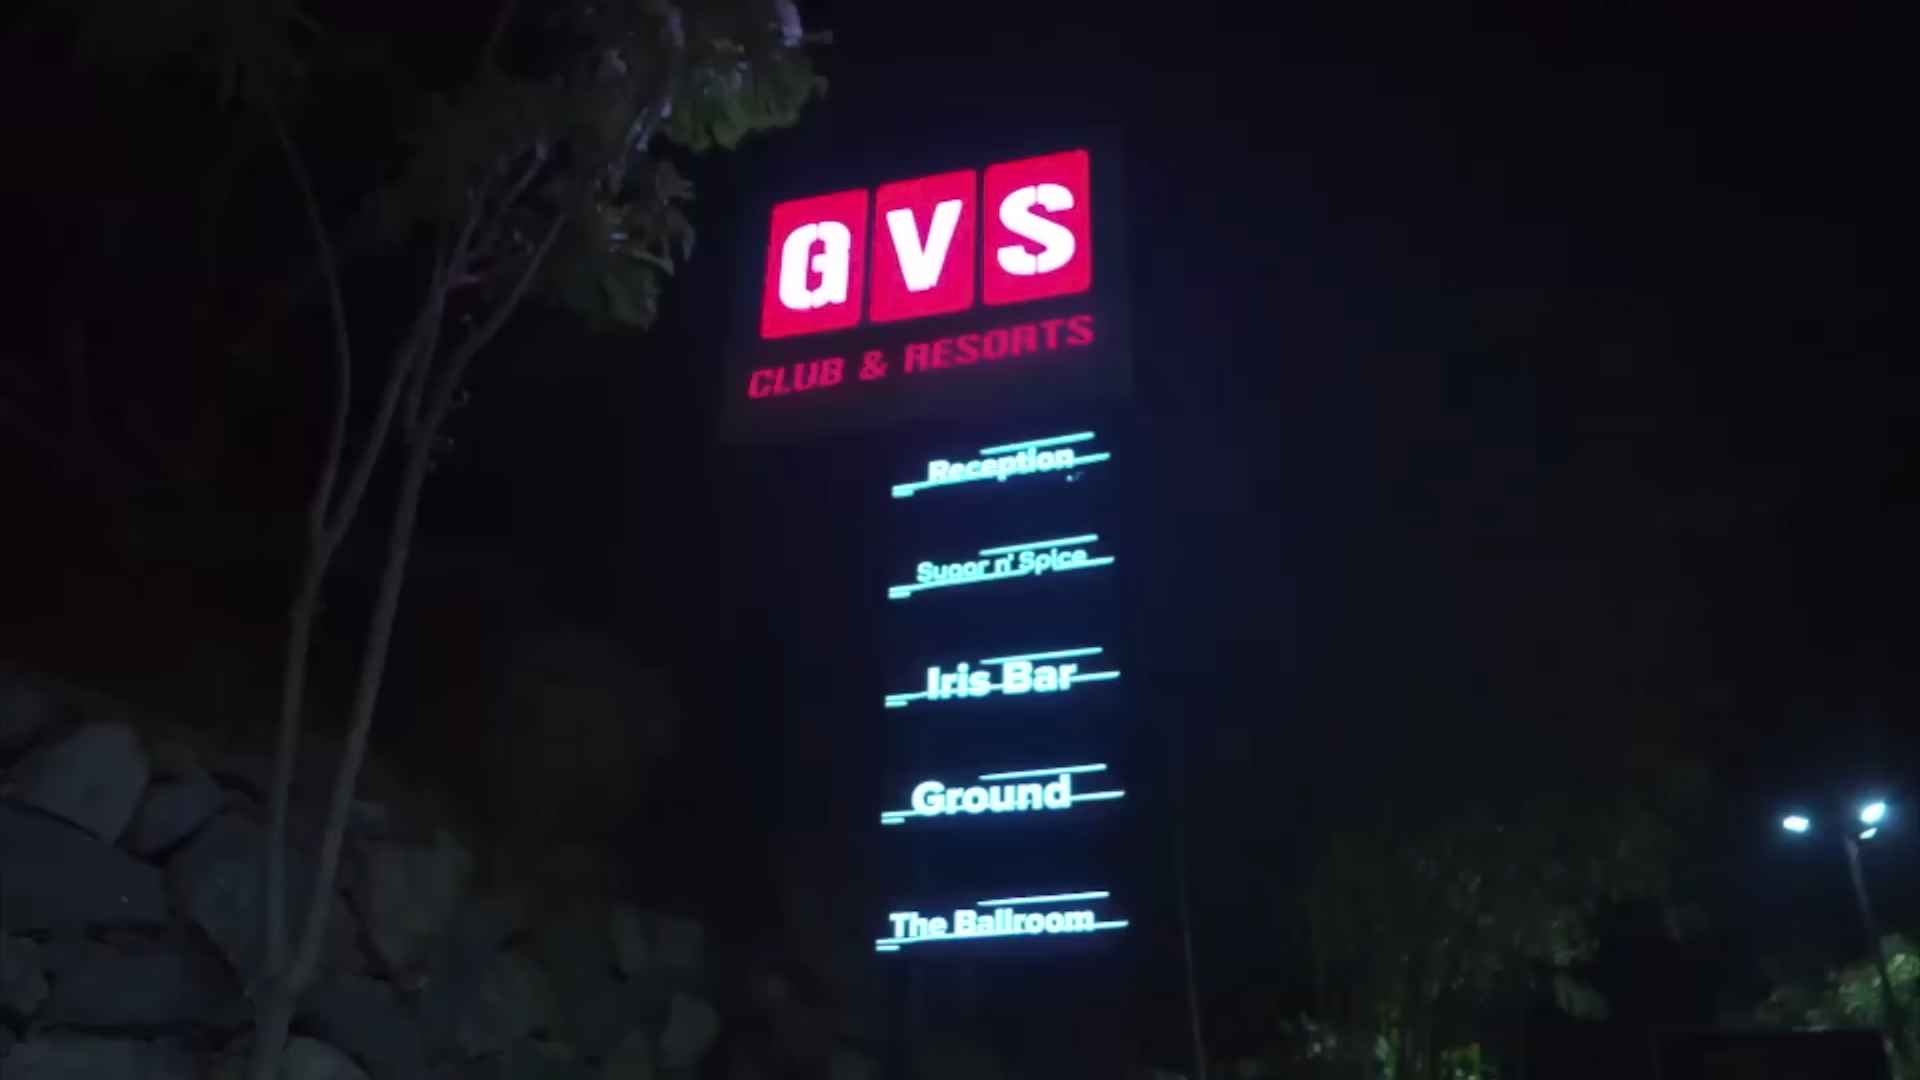 GVS
CLUB & RESORTS
Reception
Sugar n' Spice
Iris Bar
Ground
The Ballroom